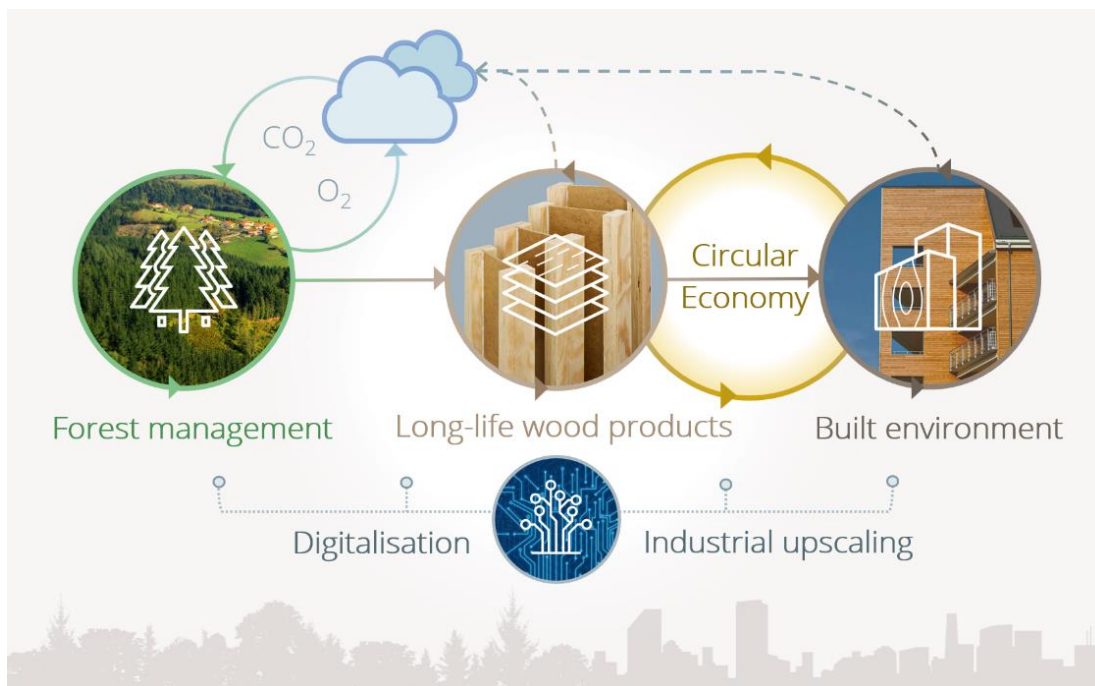 CO₂
O₂
Circular
Economy
Forest management
Long-life wood products
Built environment
Digitalisation
Industrial upscaling